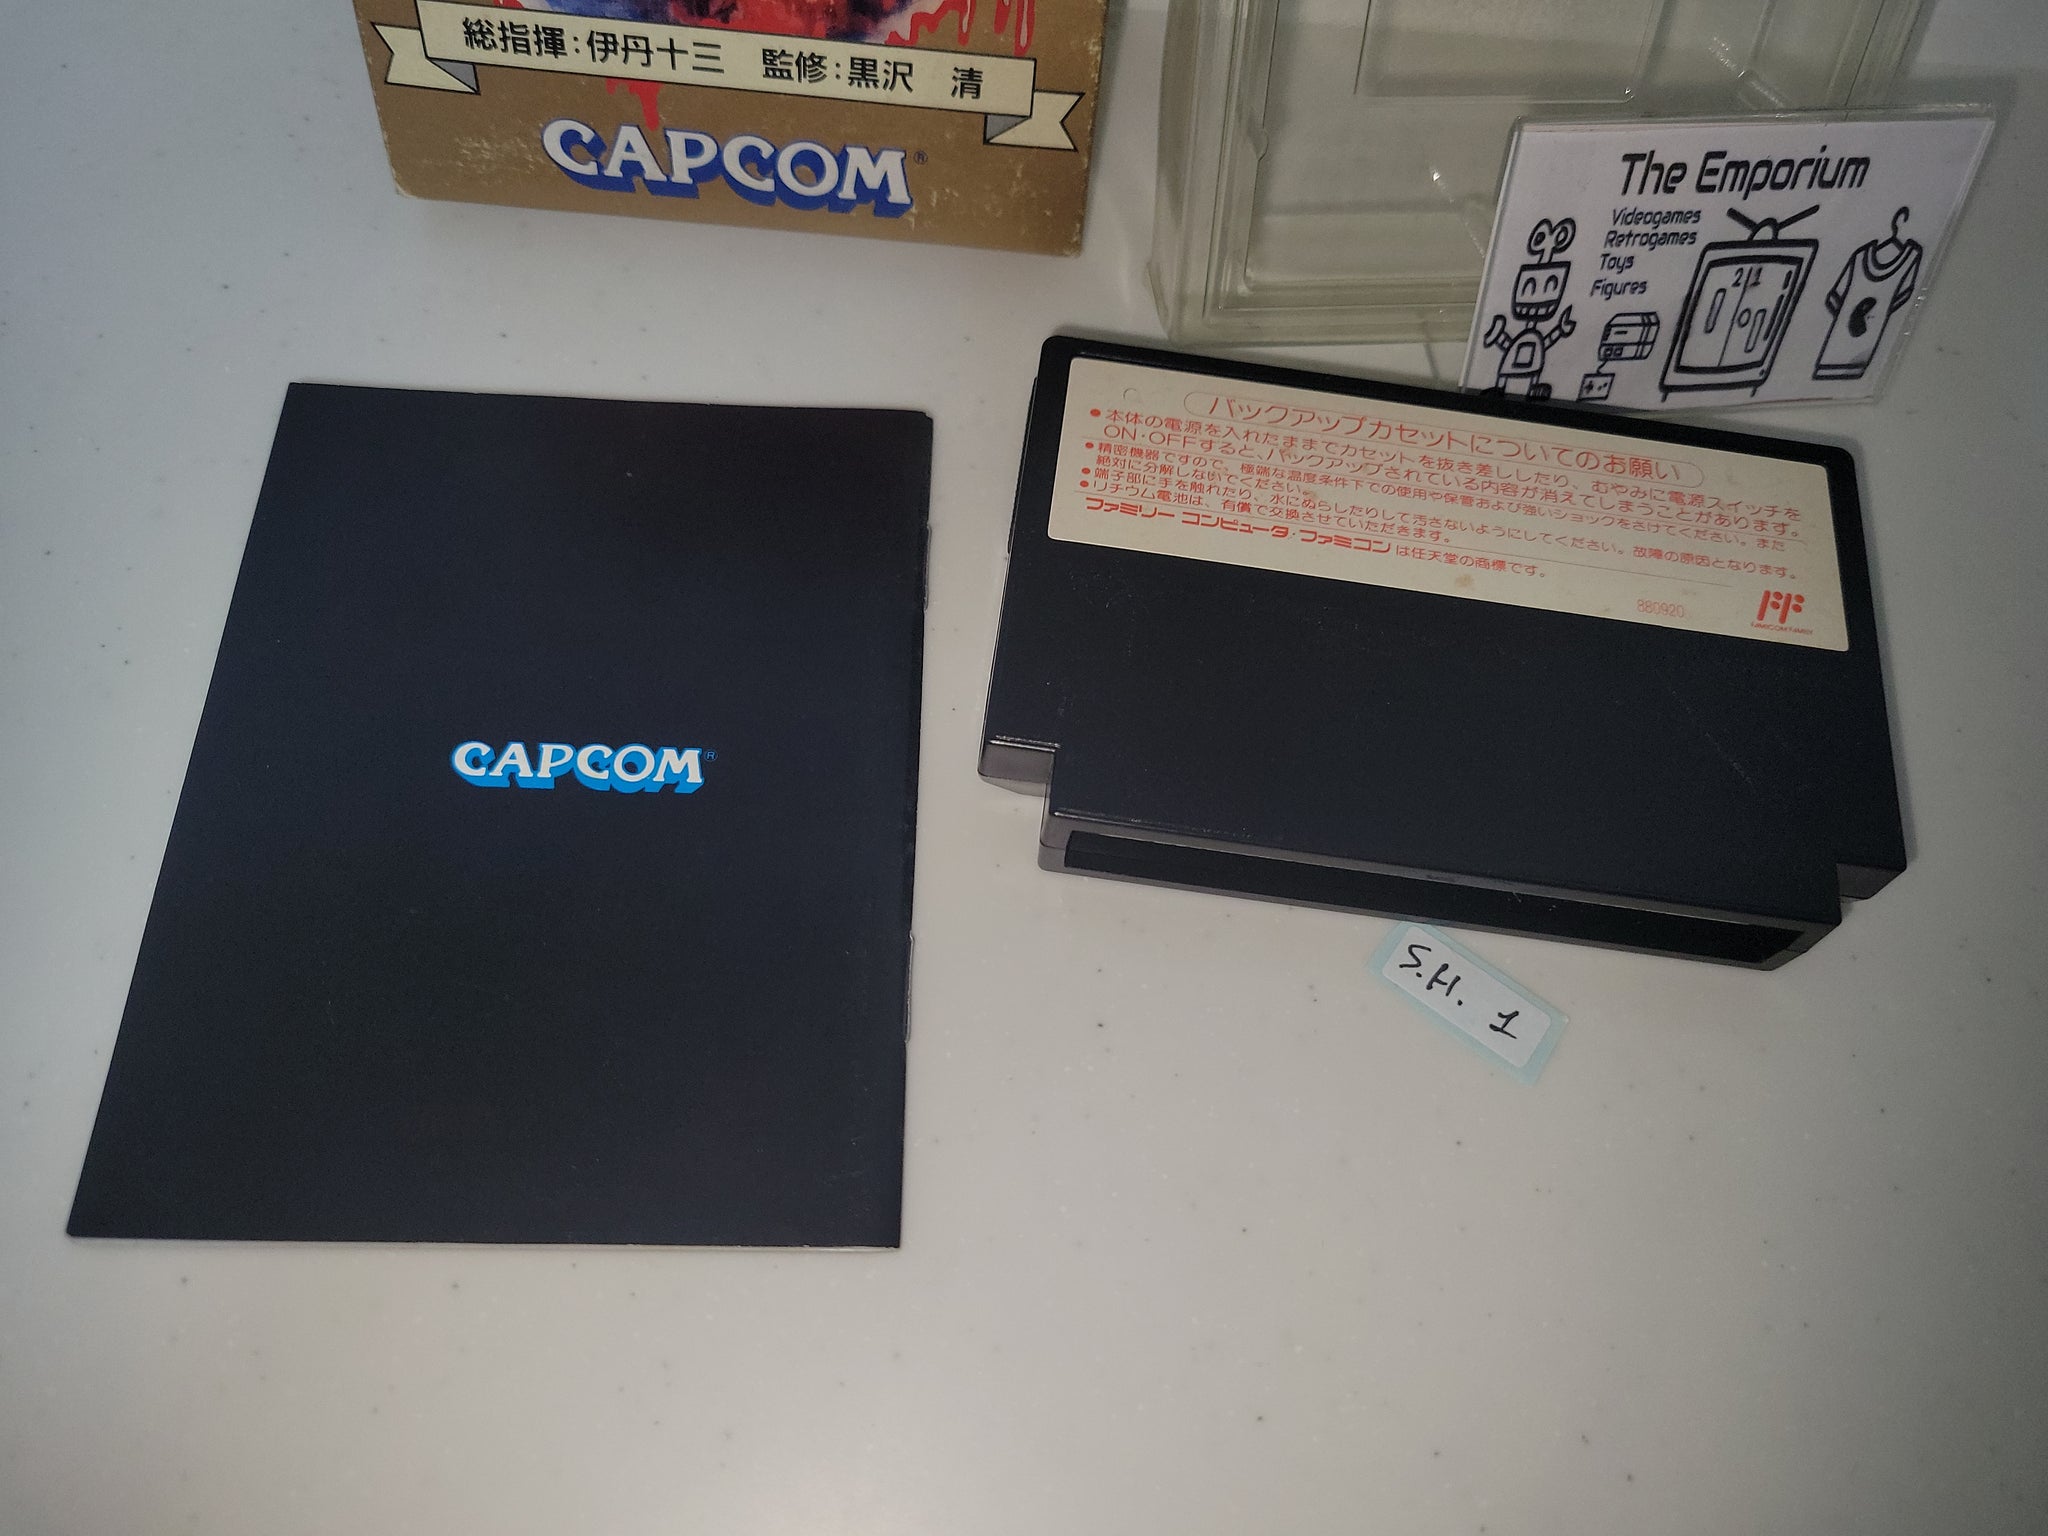 総指揮:伊丹十三 監修:黒沢 清
CAPCOM®
The Emporium
Videogames
Retrogames
Toys
Figures
21
バックアップカセットについてのお願い
●本体の電源を入れたままでカセットを抜き差ししたり、むやみに電源スイッチを
ON・OFFすると、バックアップされている内容が消えてしまうことがあります。
●精密機器ですので、極端な温度条件下での使用や保管および強いショックをさけてください。また
絶対に分解しないでください。
●端子部に手を触れたり、水にぬらしたりして汚さないようにしてください。故障の原因となります。
●リチウム電池は、有償で交換させていただきます。
ファミリー コンピュータ・ファミコンは任天堂の商標です。
880920
FAMICOM FAMILY
CAPCOM®
S.H. 1